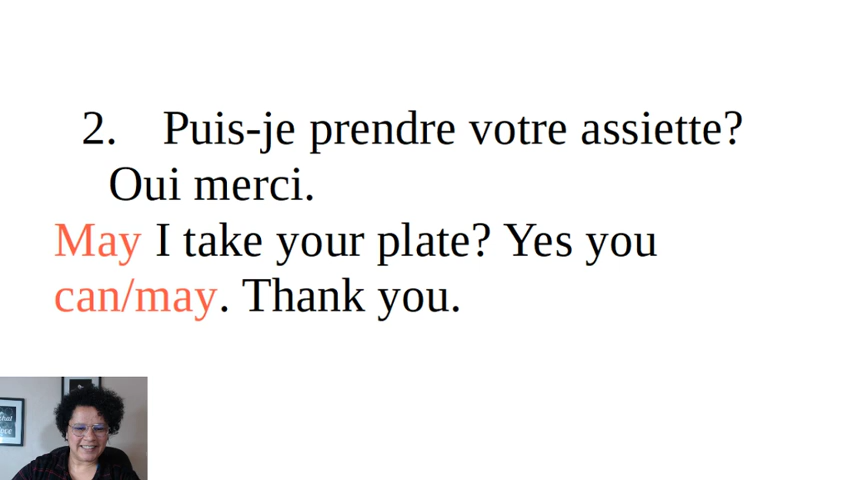 2. Puis-je prendre votre assiette?
Oui merci.
May I take your plate? Yes you
can/may. Thank you.